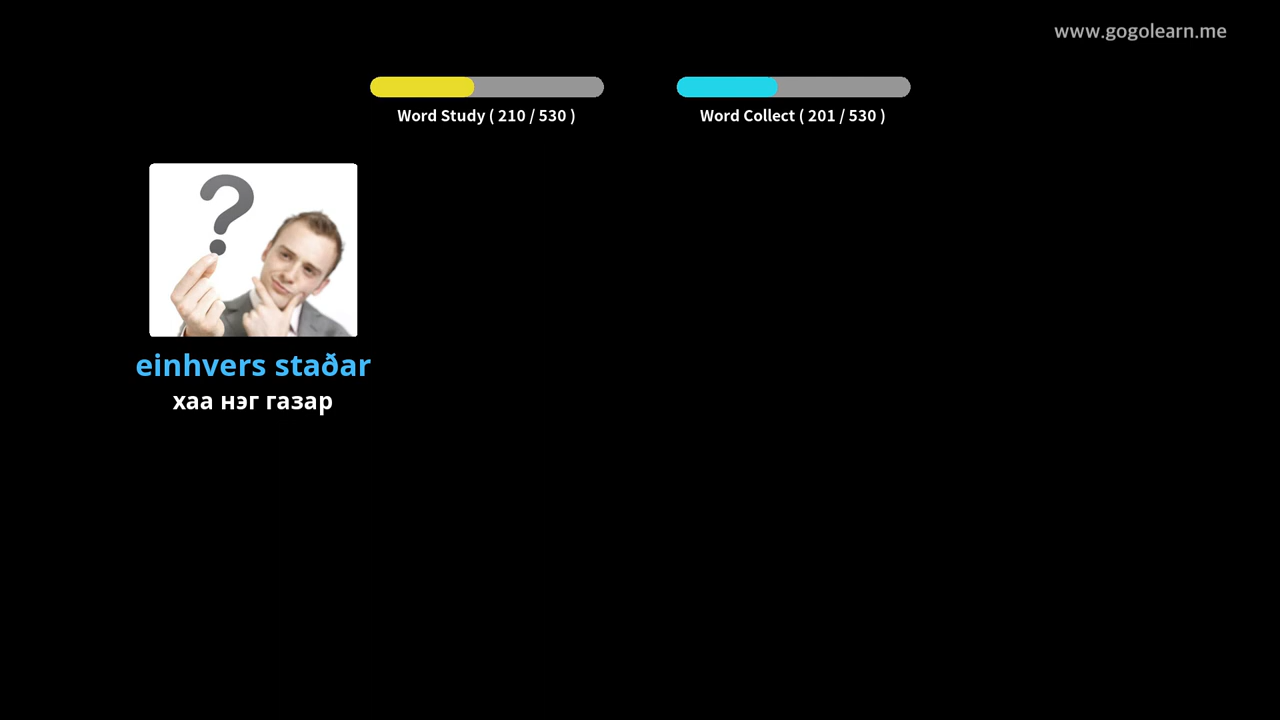 www.gogolearn.me
Word Study ( 210 / 530 )
Word Collect ( 201 / 530 )
?
einhvers staðar
хаа нэг газар